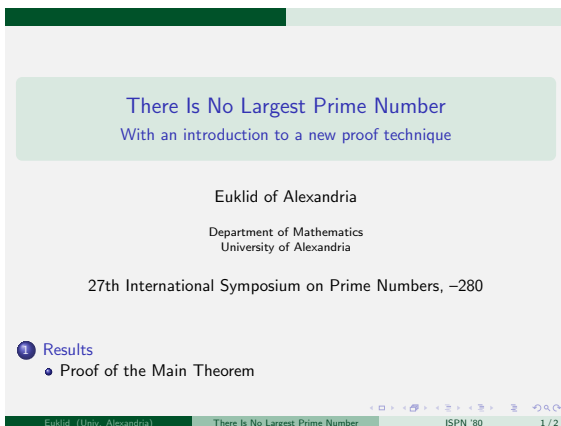 There Is No Largest Prime Number
With an introduction to a new proof technique
Euklid of Alexandria
Department of Mathematics
University of Alexandria
27th International Symposium on Prime Numbers, –280
1 Results
Proof of the Main Theorem
Euklid (Univ. Alexandria) There Is No Largest Prime Number ISPN '80 1 / 2